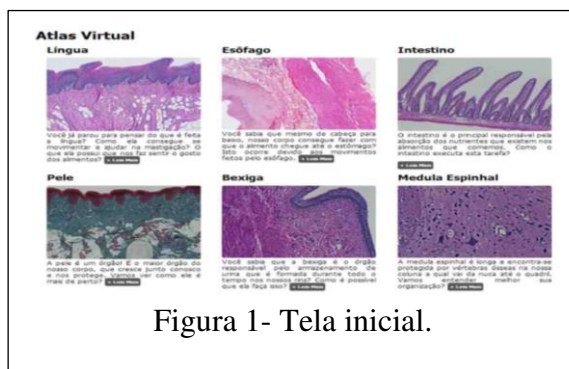 Atlas Virtual
Língua
Você já parou para pensar do que é feita
a língua? Como ela consegue se
movimentar e ajudar na mastigação? O
que ela possui que nos faz sentir o gosto
dos alimentos? + Leia Mais
Esôfago
Você sabia que mesmo de cabeça para
baixo, nosso corpo consegue fazer com
que o alimento chegue até o estômago?
Isto ocorre devido aos movimentos
feitos pelo esôfago. + Leia Mais
Intestino
O intestino é o principal responsável pela
absorção dos nutrientes que existem nos
alimentos que comemos. Como o
intestino executa esta tarefa?
+ Leia Mais
Pele
A pele é um órgão! É o maior órgão do
nosso corpo, que cresce junto conosco
e nos protege. Vamos ver como ele é
mais de perto? + Leia Mais
Bexiga
Você sabia que a bexiga é o órgão
responsável pelo armazenamento de
urina que é formada durante todo o
tempo nos nossos rins? Como é possível
que ela faça isso? + Leia Mais
Medula Espinhal
A medula espinhal é longa e encontra-se
protegida por vértebras ósseas na nossa
coluna e qual vai da nuca até o quadril.
Vamos entender melhor sua
organização? + Leia Mais
Figura 1- Tela inicial.